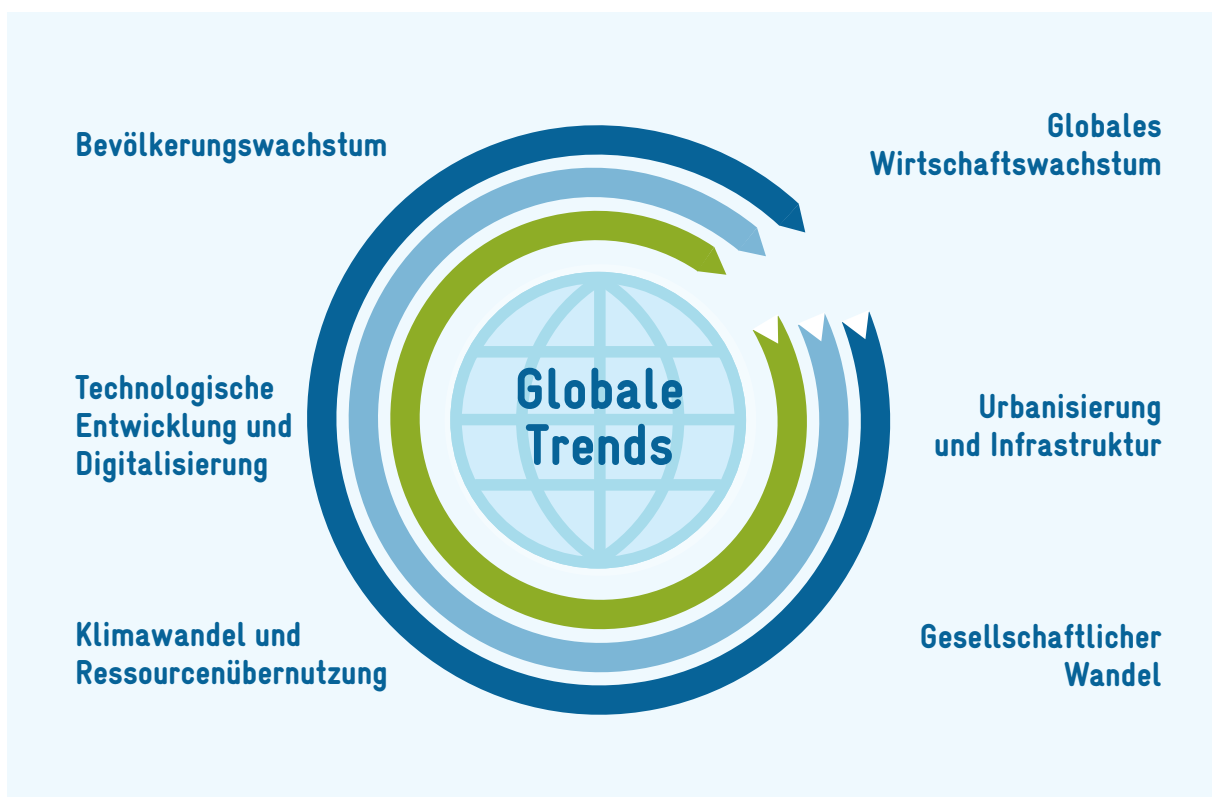 Bevölkerungswachstum
Globales
Wirtschaftswachstum
Technologische
Entwicklung und
Digitalisierung
Globale
Trends
Urbanisierung
und Infrastruktur
Klimawandel und
Ressourcenübernutzung
Gesellschaftlicher
Wandel